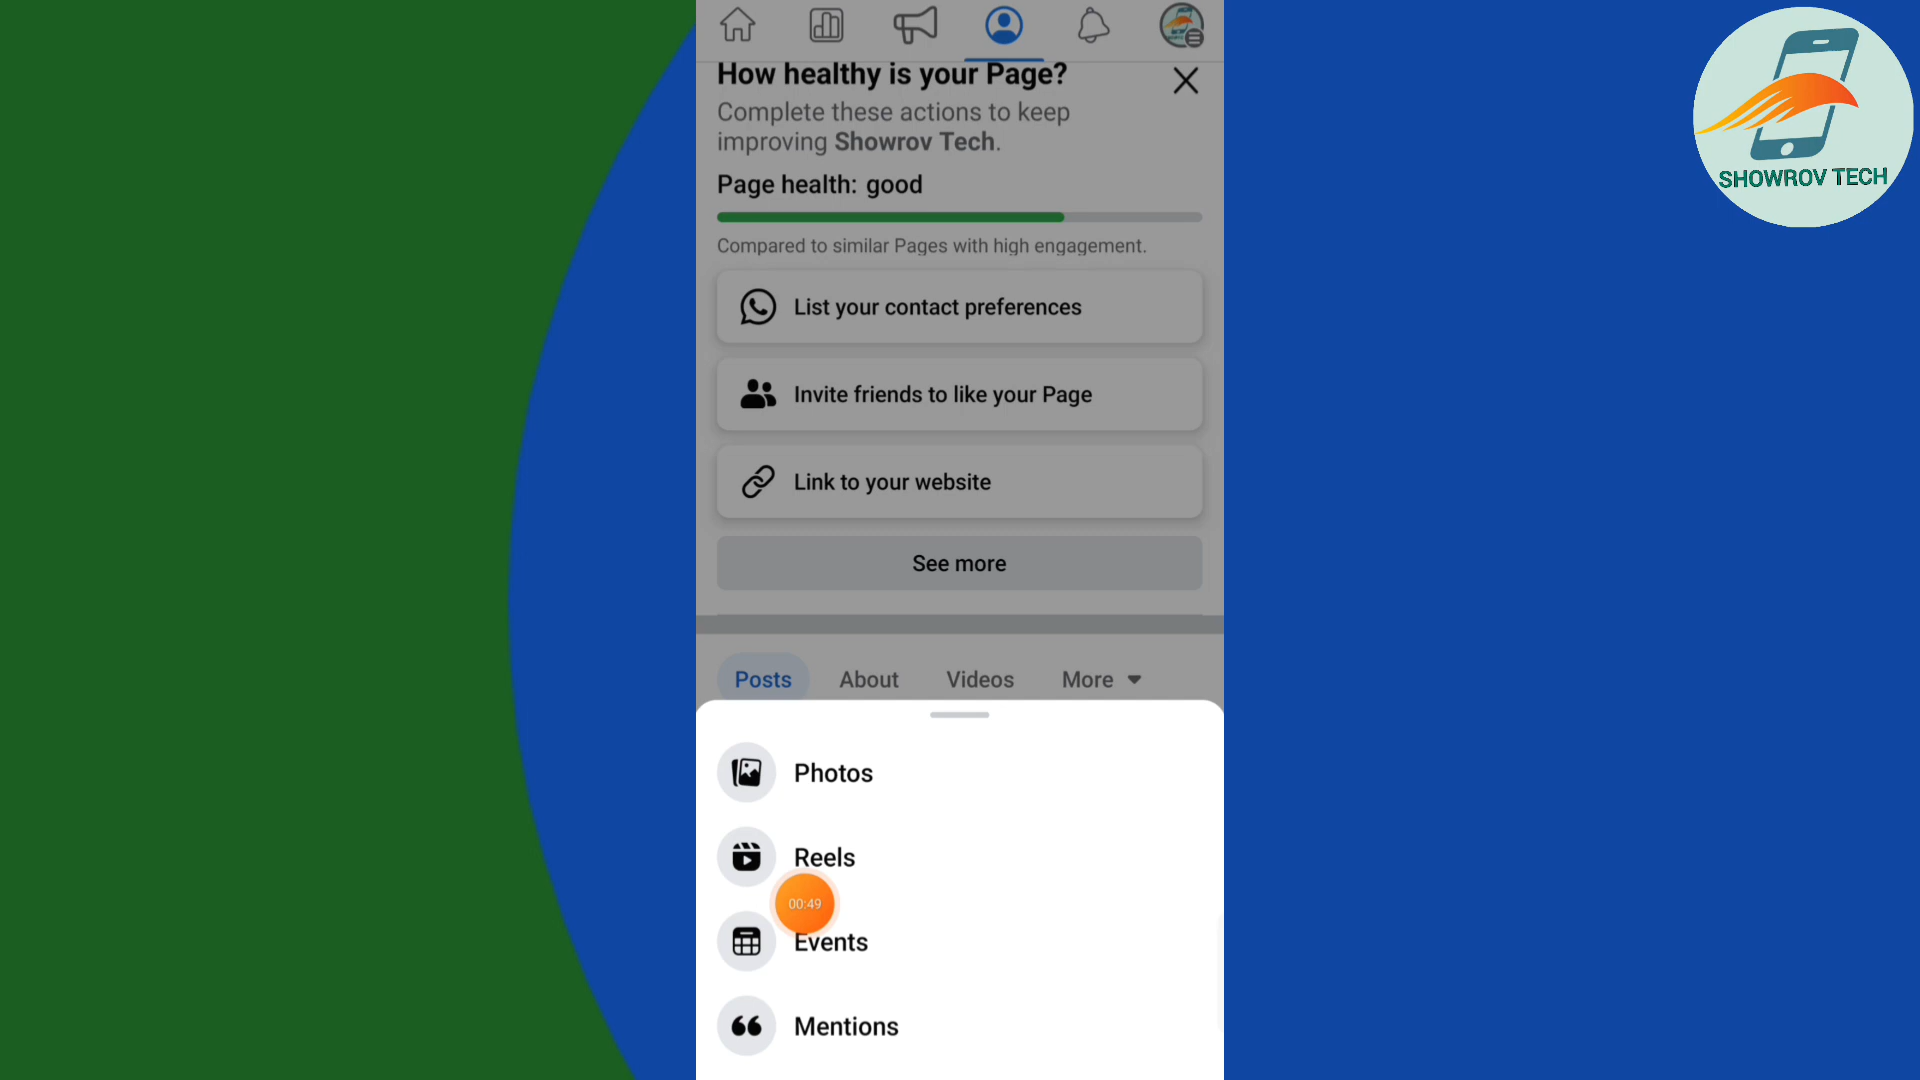 How healthy is your Page?
Complete these actions to keep
improving Showrov Tech.
Page health: good
Compared to similar Pages with high engagement.
List your contact preferences
Invite friends to like your Page
Link to your website
See more
Posts About Videos More
Photos
Reels
00:49
Events
Mentions
SHOWROV TECH